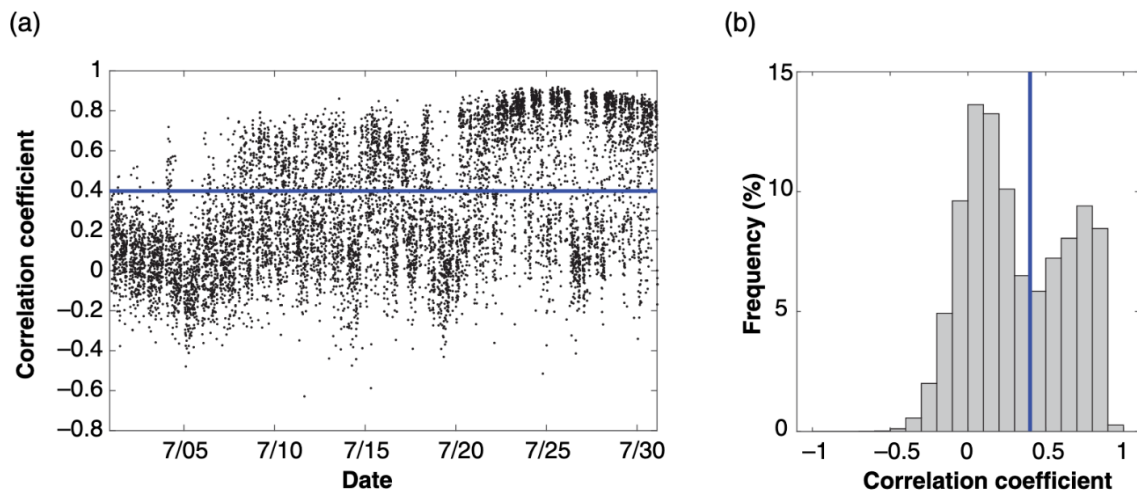 (a)
Correlation coefficient
1
0.8
0.6
0.4
0.2
0
–0.2
–0.4
–0.6
–0.8
7/05 7/10 7/15 7/20 7/25 7/30
Date
(b)
Frequency (%)
15
10
5
0
–1 –0.5 0 0.5 1
Correlation coefficient